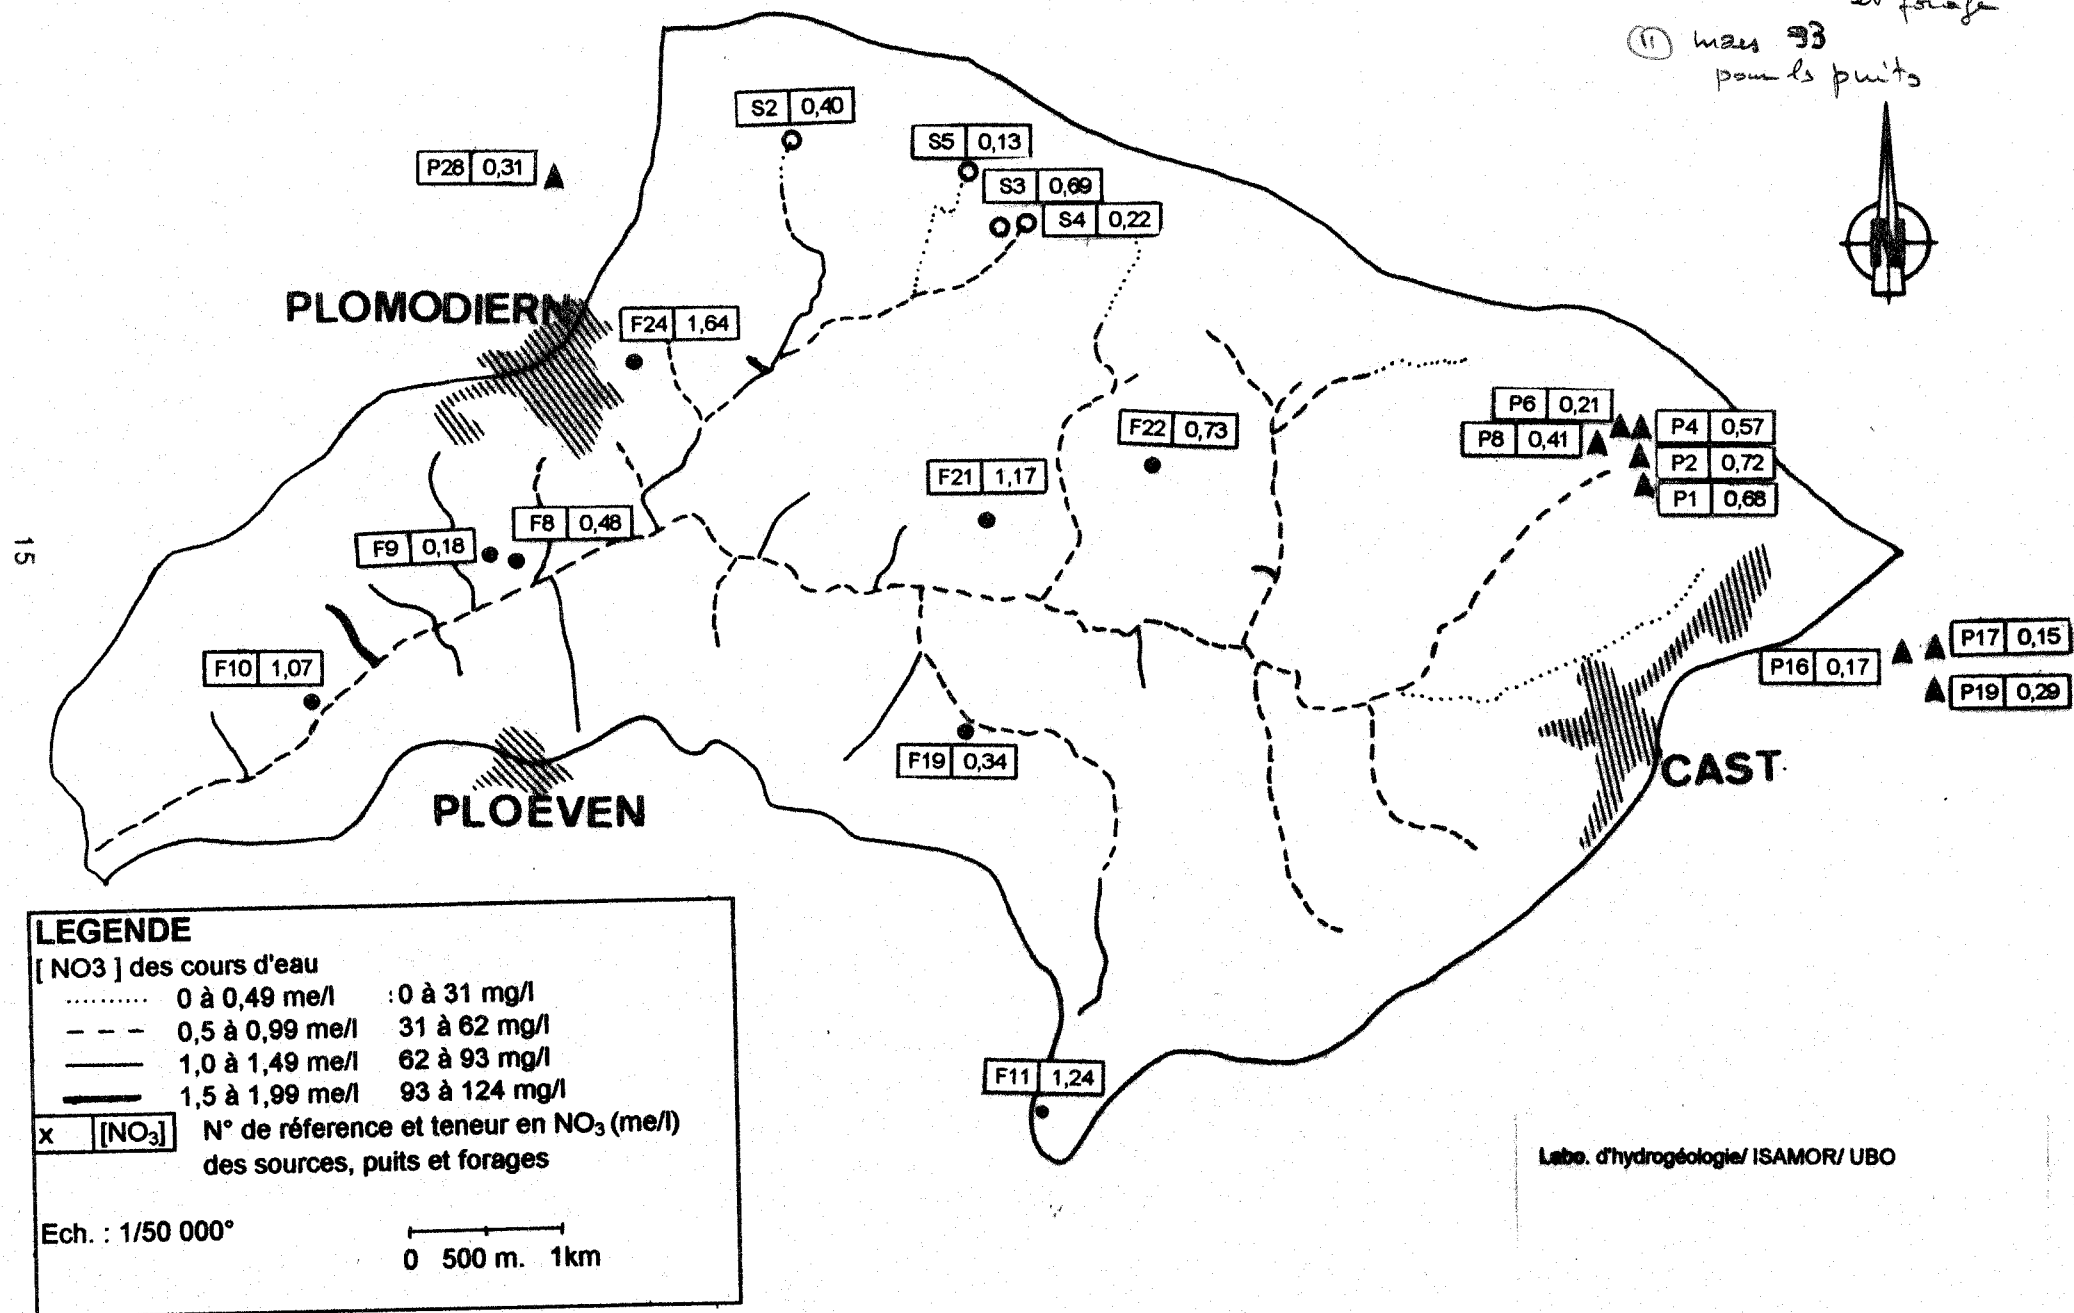 et forage
11 mars 93
pour les puits
S2 0,40
S5 0,13
P28 0,31
S3 0,69
S4 0,22
PLOMODIERN
F24 1,64
P6 0,21
P4 0,57
F22 0,73
P8 0,41
P2 0,72
F21 1,17
P1 0,68
F8 0,48
F9 0,18
15
P17 0,15
F10 1,07
P16 0,17
P19 0,29
F19 0,34
CAST
PLOEVEN
LEGENDE
[ NO3 ] des cours d'eau
0 à 0,49 me/l :0 à 31 mg/l
0,5 à 0,99 me/l 31 à 62 mg/l
1,0 à 1,49 me/l 62 à 93 mg/l
1,5 à 1,99 me/l 93 à 124 mg/l
x [NO₃] N° de réference et teneur en NO₃ (me/l)
des sources, puits et forages
F11 1,24
Labo. d'hydrogéologie/ ISAMOR/ UBO
Ech. : 1/50 000°
0 500 m. 1km